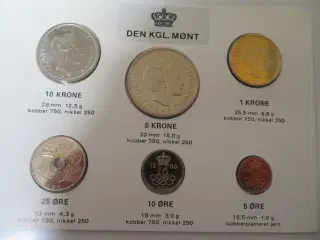 DEN KGL. MØNT
10 KRONE
28 mm 12,5 g
kobber 750, nikkel 250
5 KRONE
33 mm 15,0 g
kobber 750, nikkel 250
1 KRONE
25,5 mm 6,8 g
kobber 750, nikkel 250
25 ØRE
23 mm 4,3 g
kobber 750, nikkel 250
10 ØRE
18 mm 3,0 g
kobber 750, nikkel 250
5 ØRE
15,5 mm 1,6 g
kobberplatteret jern